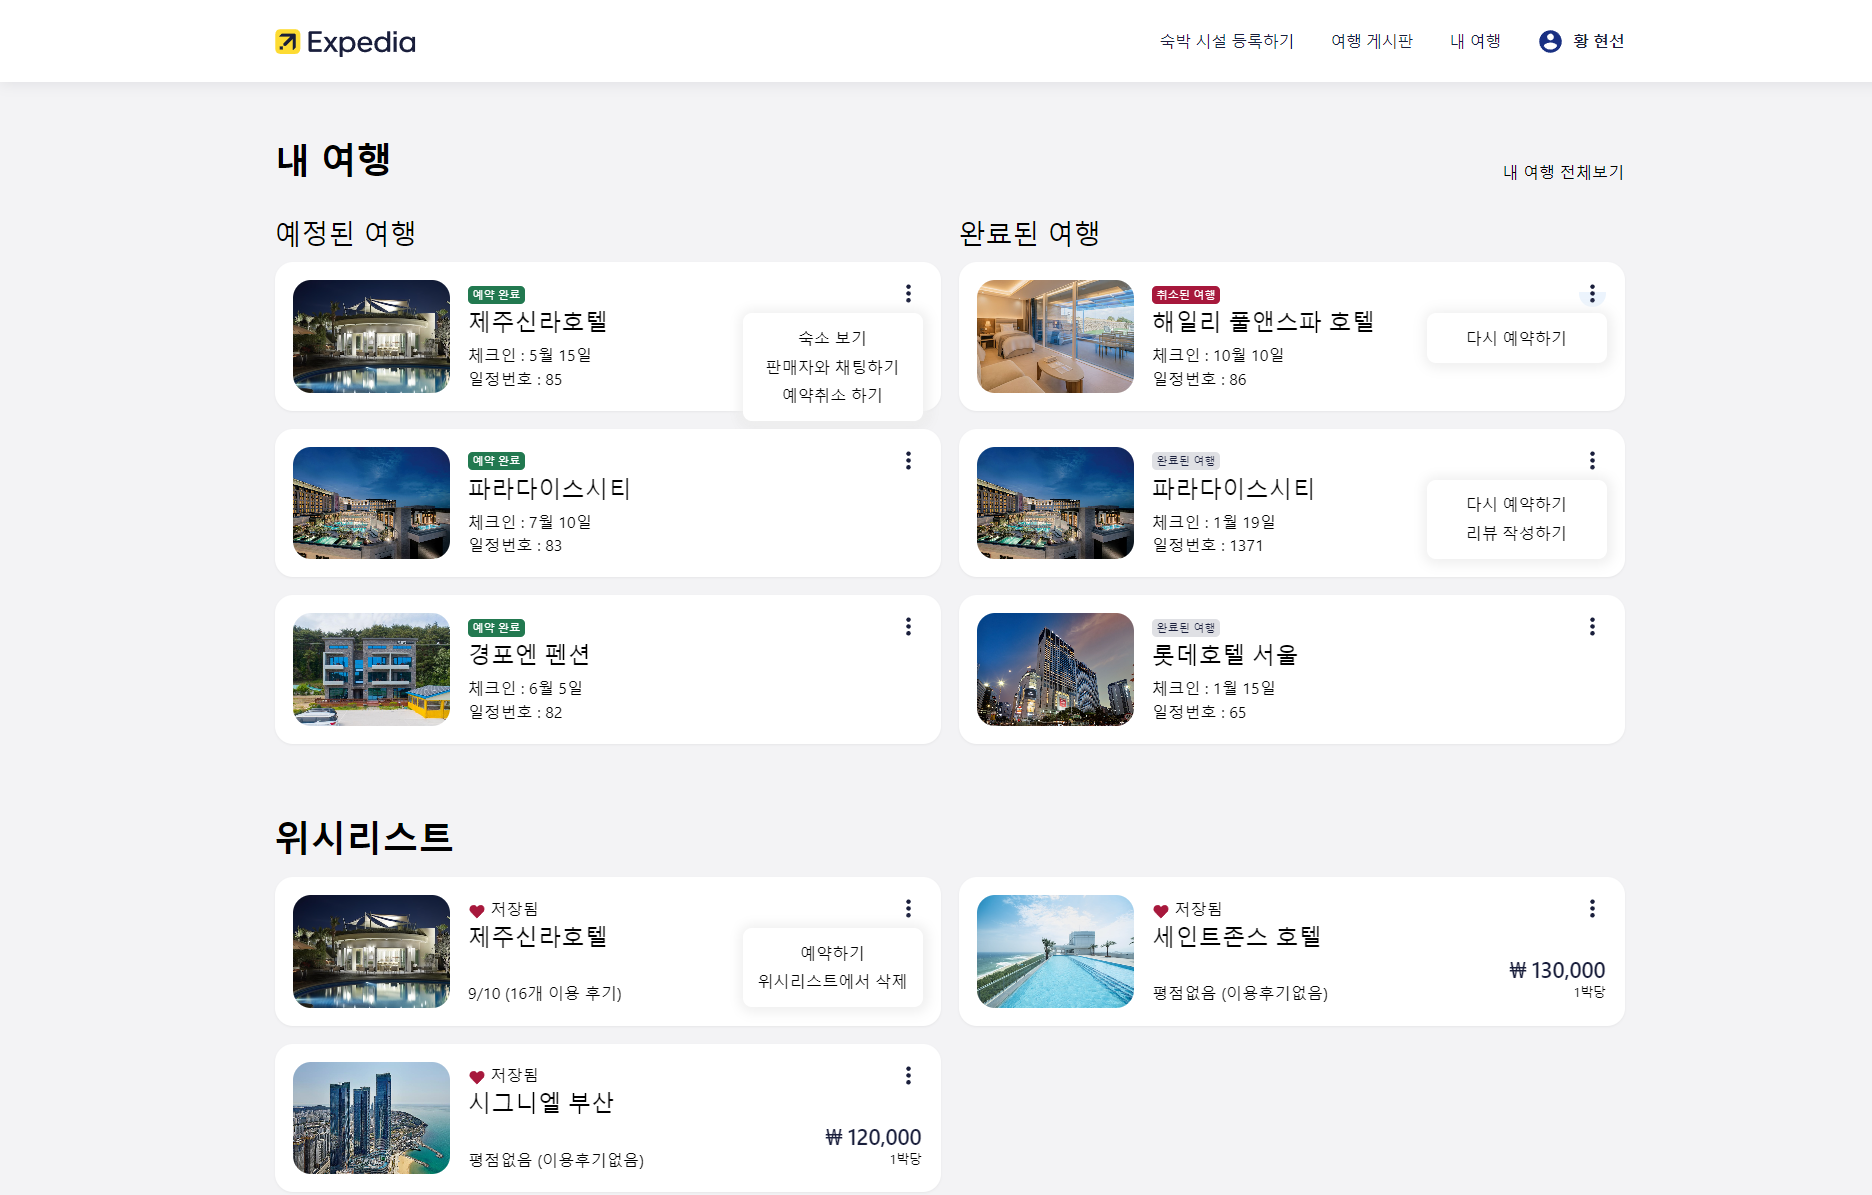 Expedia
숙박 시설 등록하기
여행 게시판
내 여행
황 현선
내 여행
내 여행 전체보기
예정된 여행
예약 완료
제주신라호텔
체크인 : 5월 15일
일정번호 : 85
숙소 보기
판매자와 채팅하기
예약취소 하기
예약 완료
파라다이스시티
체크인 : 7월 10일
일정번호 : 83
예약 완료
경포엔 펜션
체크인 : 6월 5일
일정번호 : 82
완료된 여행
취소된 여행
해일리 풀앤스파 호텔
체크인 : 10월 10일
일정번호 : 86
다시 예약하기
완료된 여행
파라다이스시티
체크인 : 1월 19일
일정번호 : 1371
다시 예약하기
리뷰 작성하기
완료된 여행
롯데호텔 서울
체크인 : 1월 15일
일정번호 : 65
위시리스트
저장됨
제주신라호텔
9/10 (16개 이용 후기)
예약하기
위시리스트에서 삭제
저장됨
세인트존스 호텔
평점없음 (이용후기없음)
₩ 130,000
1박당
저장됨
시그니엘 부산
평점없음 (이용후기없음)
₩ 120,000
1박당